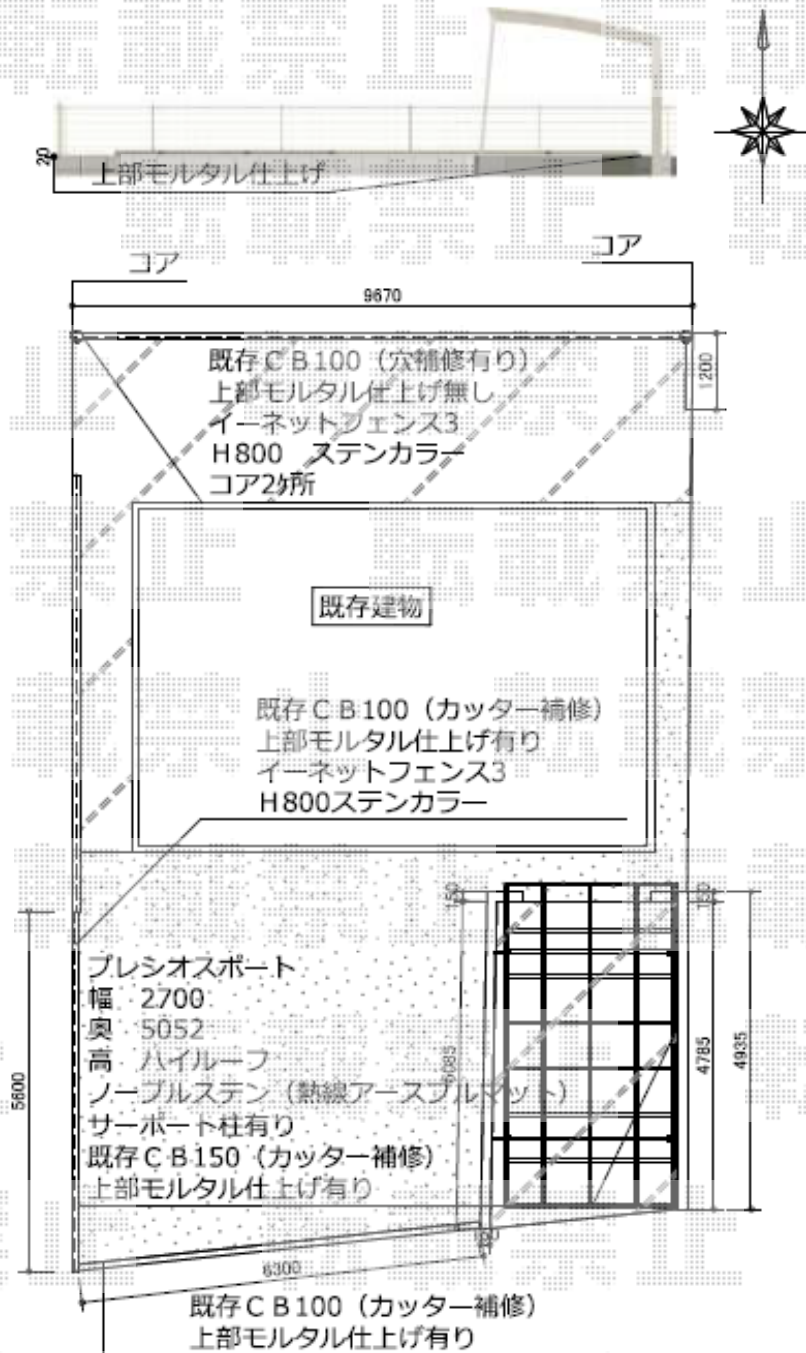 20
上部モルタル仕上げ
コア
コア
9670
1200
既存ＣＢ100（穴補修有り）
上部モルタル仕上げ無し
イーネットフェンス3
H800　ステンカラー
コア2ヶ所
既存建物
既存ＣＢ100（カッター補修）
上部モルタル仕上げ有り
イーネットフェンス3
H800ステンカラー
150
150
プレシオスポート
幅　2700
奥　5052
高　ハイルーフ
ノーブルステン（熱線アースブルマット）
サーポート柱有り
既存ＣＢ150（カッター補修）
上部モルタル仕上げ有り
5600
6085
4785
4935
6300
既存ＣＢ100（カッター補修）
上部モルタル仕上げ有り
転載禁止